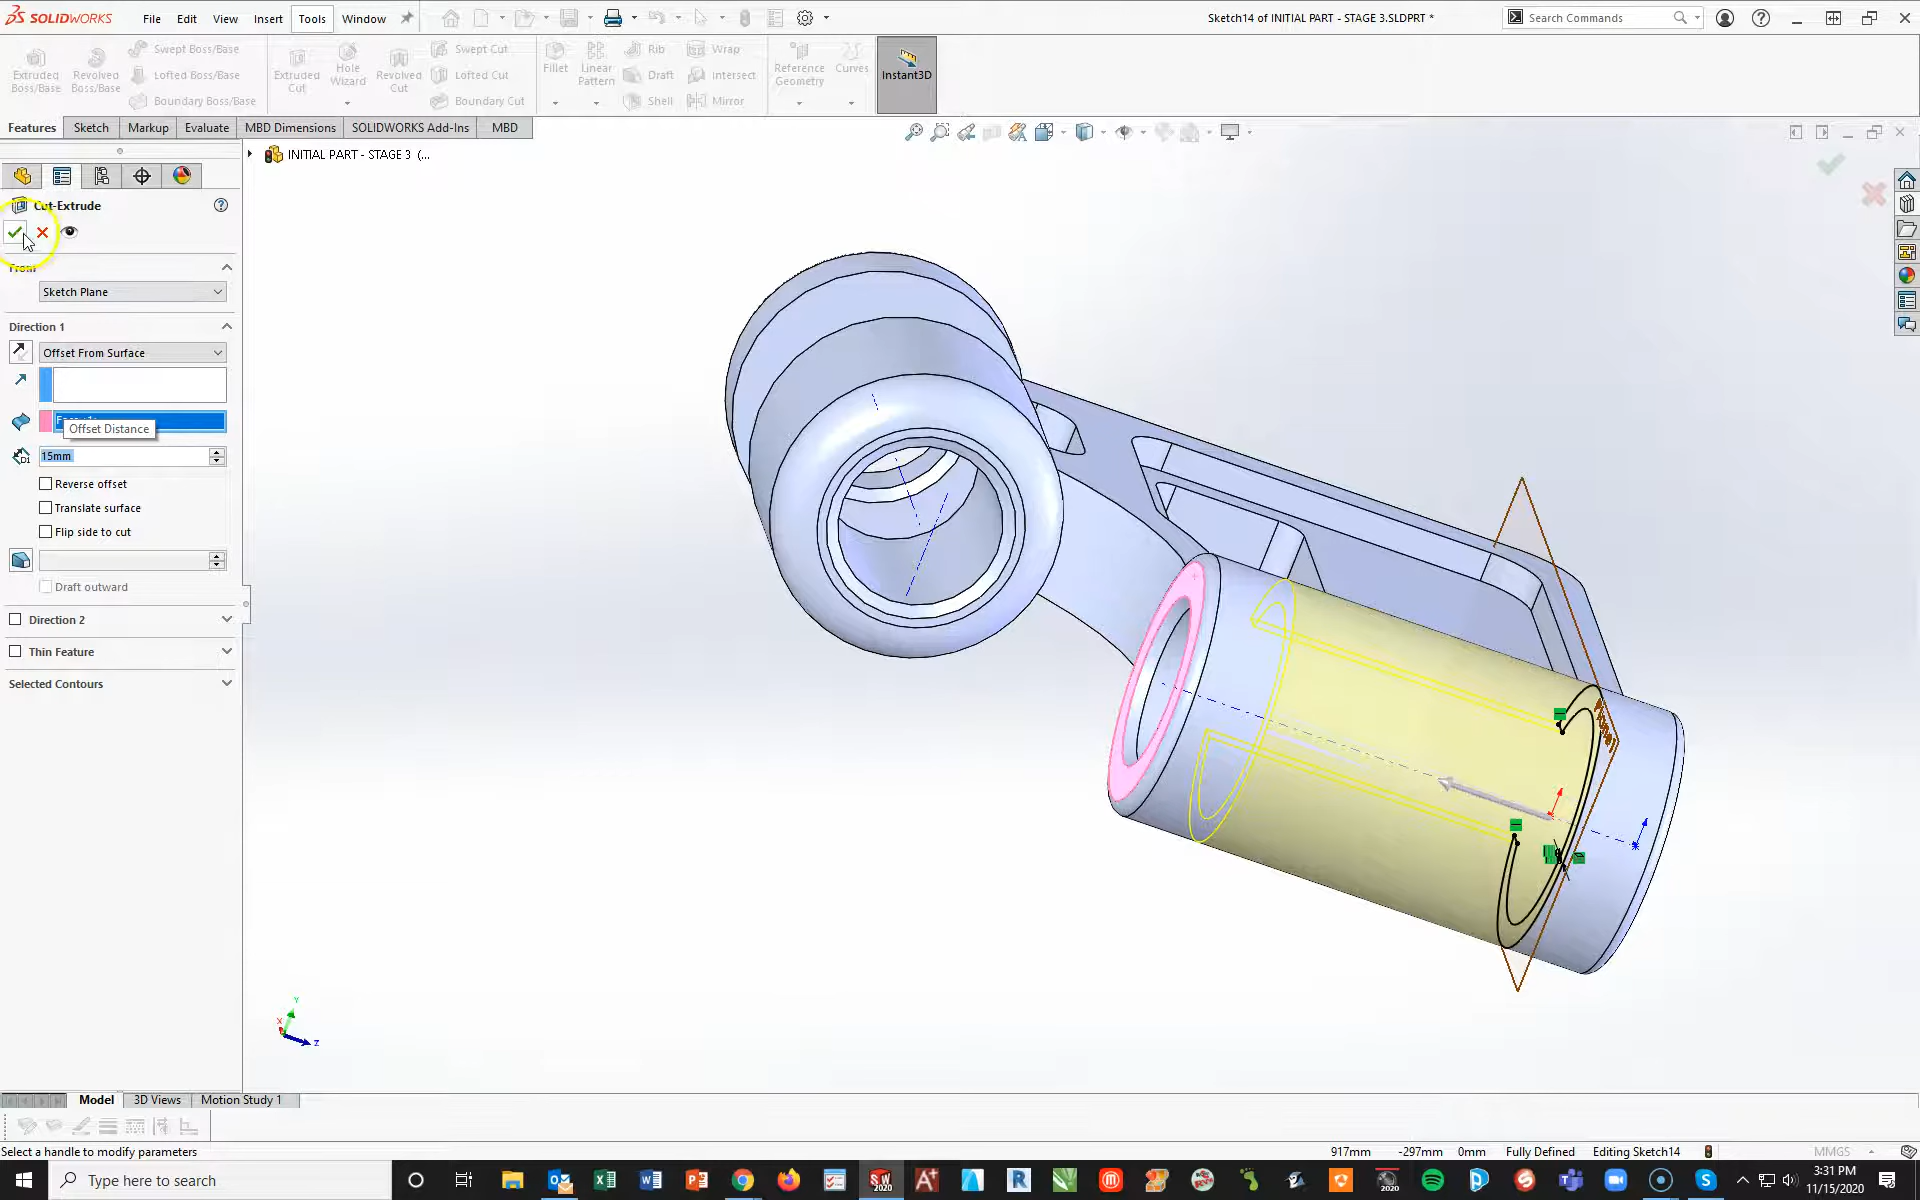 SOLIDWORKS
File Edit View Insert Tools Window
Sketch14 of INITIAL PART - STAGE 3.SLDPRT *
Search Commands
Extruded Boss/Base
Revolved Boss/Base
Swept Boss/Base
Lofted Boss/Base
Boundary Boss/Base
Extruded Cut
Hole Wizard
Revolved Cut
Swept Cut
Lofted Cut
Boundary Cut
Fillet
Linear Pattern
Rib
Draft
Shell
Wrap
Intersect
Mirror
Reference Geometry
Curves
Instant3D
Features Sketch Markup Evaluate MBD Dimensions SOLIDWORKS Add-Ins MBD
INITIAL PART - STAGE 3 (...
Cut-Extrude
From
Sketch Plane
Direction 1
Offset From Surface
Offset Distance
15mm
Reverse offset
Translate surface
Flip side to cut
Draft outward
Direction 2
Thin Feature
Selected Contours
Y
X
Z
Model 3D Views Motion Study 1
Select a handle to modify parameters
917mm -297mm 0mm Fully Defined Editing Sketch14 MMGS
Type here to search
3:31 PM
11/15/2020